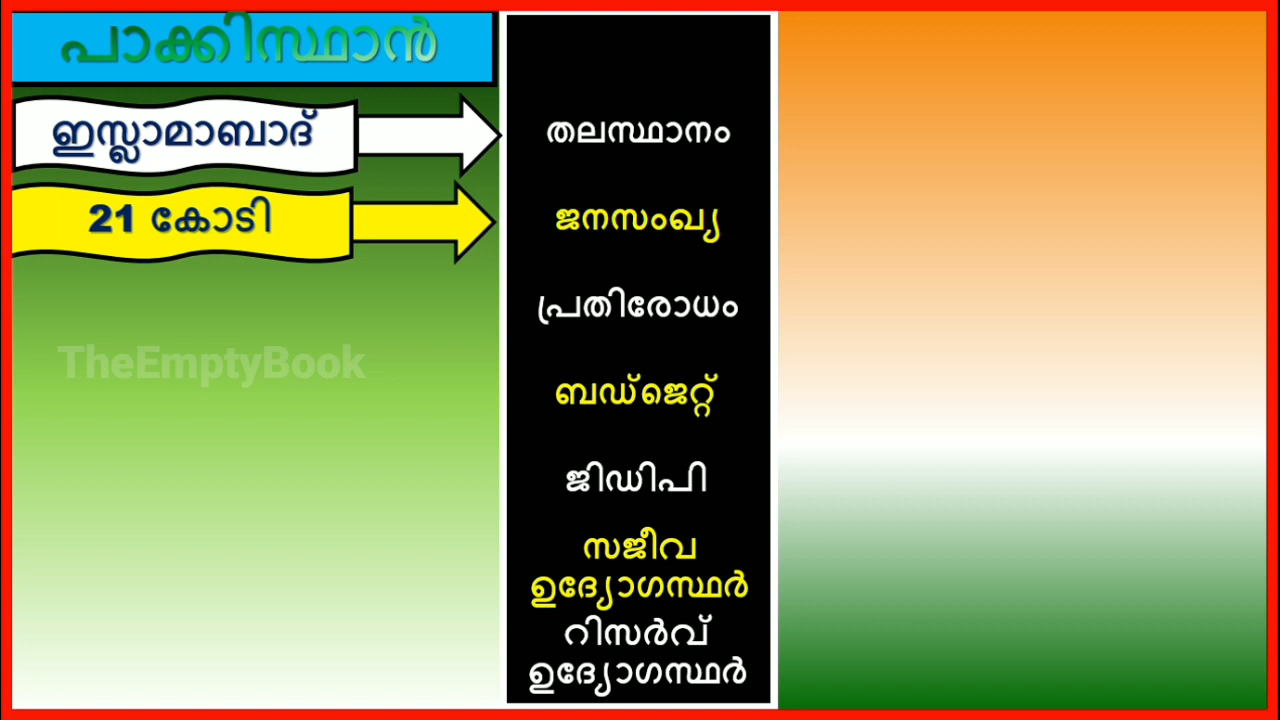 പാക്കിസ്ഥാൻ
ഇസ്ലാമാബാദ്
തലസ്ഥാനം
21 കോടി
ജനസംഖ്യ
പ്രതിരോധം
TheEmptyBook
ബഡ്ജെറ്റ്
ജിഡിപി
സജീവ
ഉദ്യോഗസ്ഥർ
റിസർവ്
ഉദ്യോഗസ്ഥർ